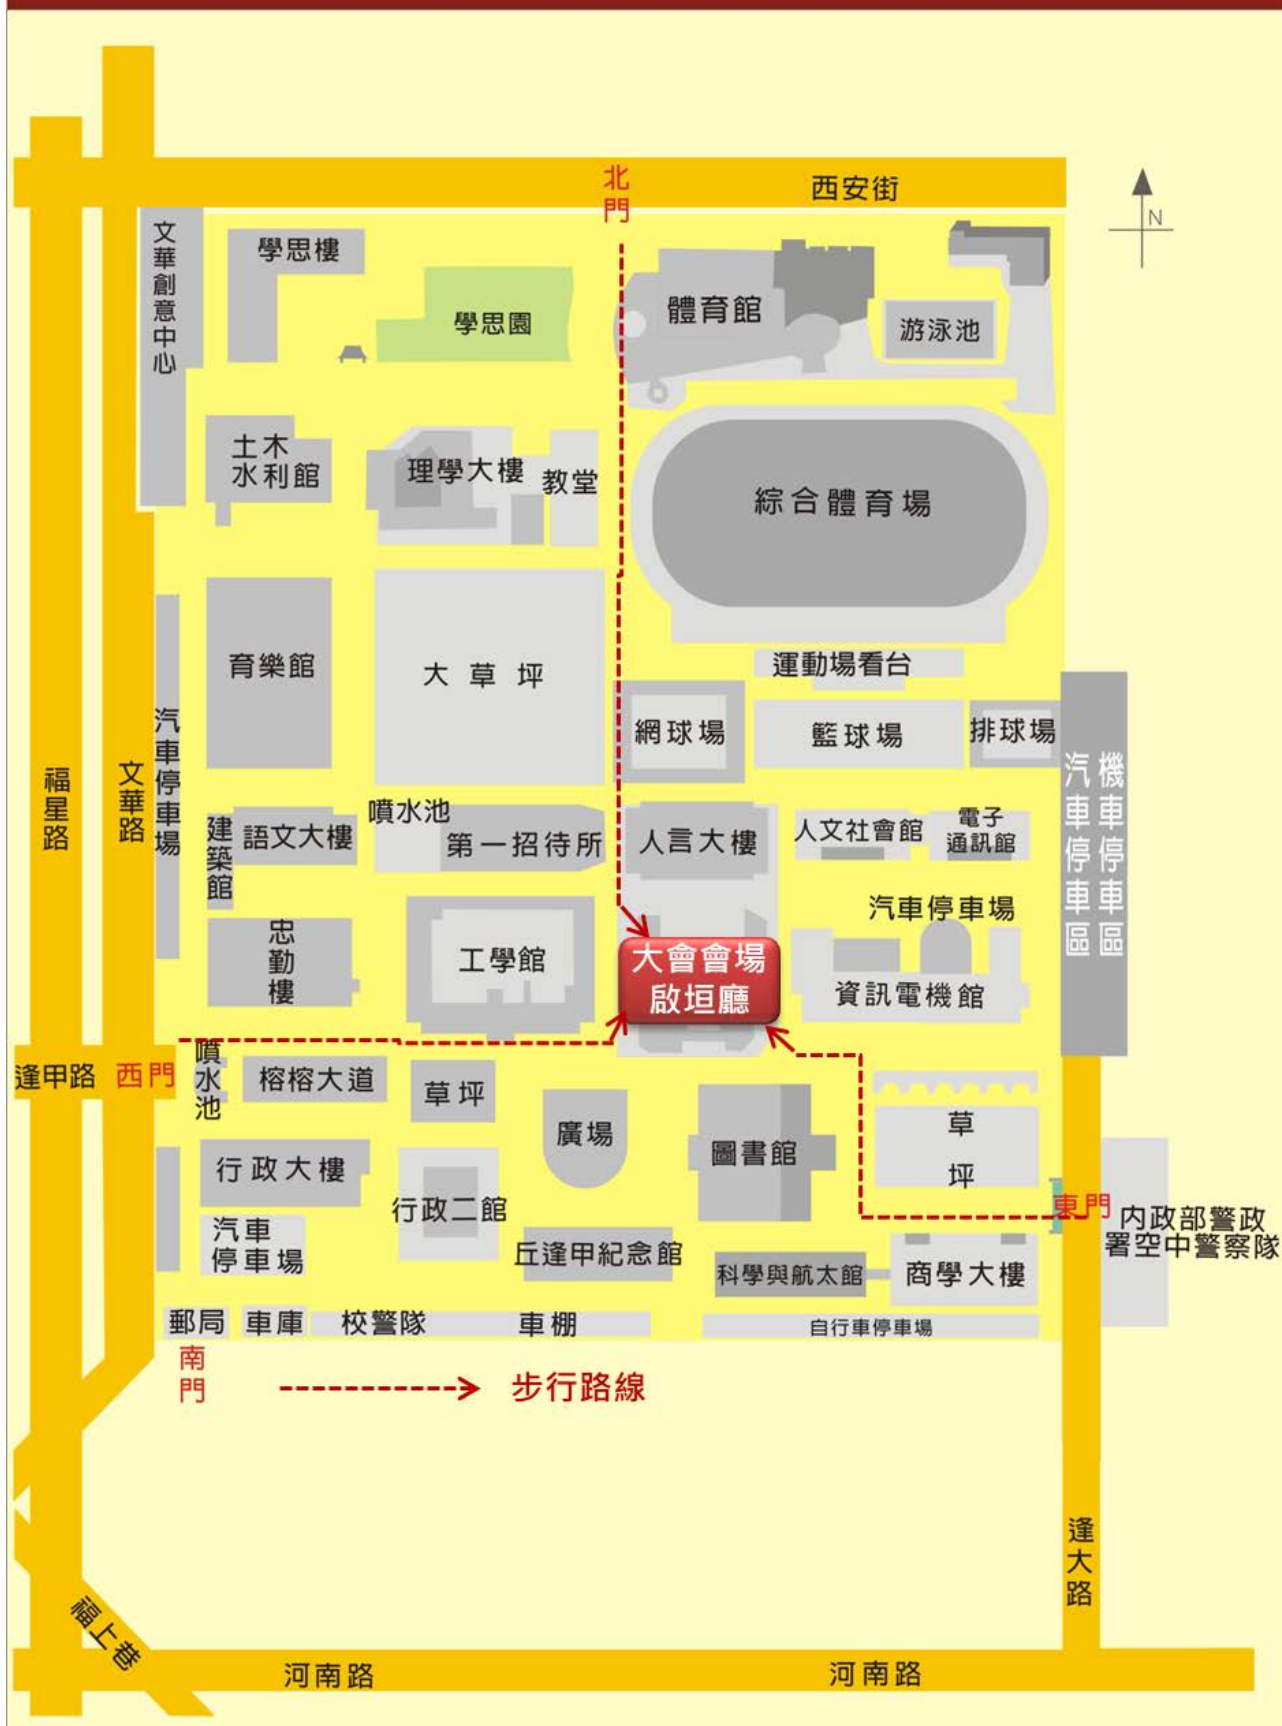 北門
西安街
N
文華創意中心
學思樓
學思園
體育館
游泳池
土木
水利館
理學大樓
教堂
綜合體育場
育樂館
大草坪
運動場看台
網球場
籃球場
排球場
福星路
文華路
汽車停車場
汽車停車區
機車停車區
建築館
語文大樓
噴水池
第一招待所
人言大樓
人文社會館
電子
通訊館
汽車停車場
忠勤樓
工學館
大會會場
啟垣廳
資訊電機館
逢甲路
西門
噴水池
榕榕大道
草坪
廣場
圖書館
草坪
行政大樓
行政二館
東門
內政部警政
署空中警察隊
汽車
停車場
丘逢甲紀念館
科學與航太館
商學大樓
郵局
車庫
校警隊
車棚
自行車停車場
南門
步行路線
逢大路
福上巷
河南路
河南路